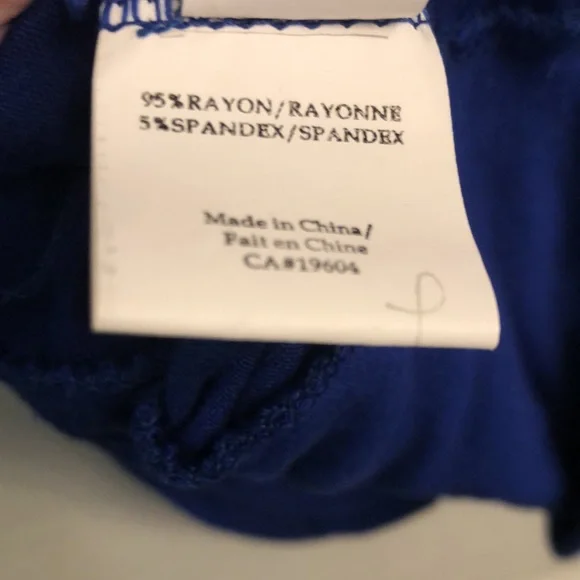 95%RAYON/RAYONNE
5%SPANDEX/SPANDEX
Made in China/
Fait en Chine
CA#19604